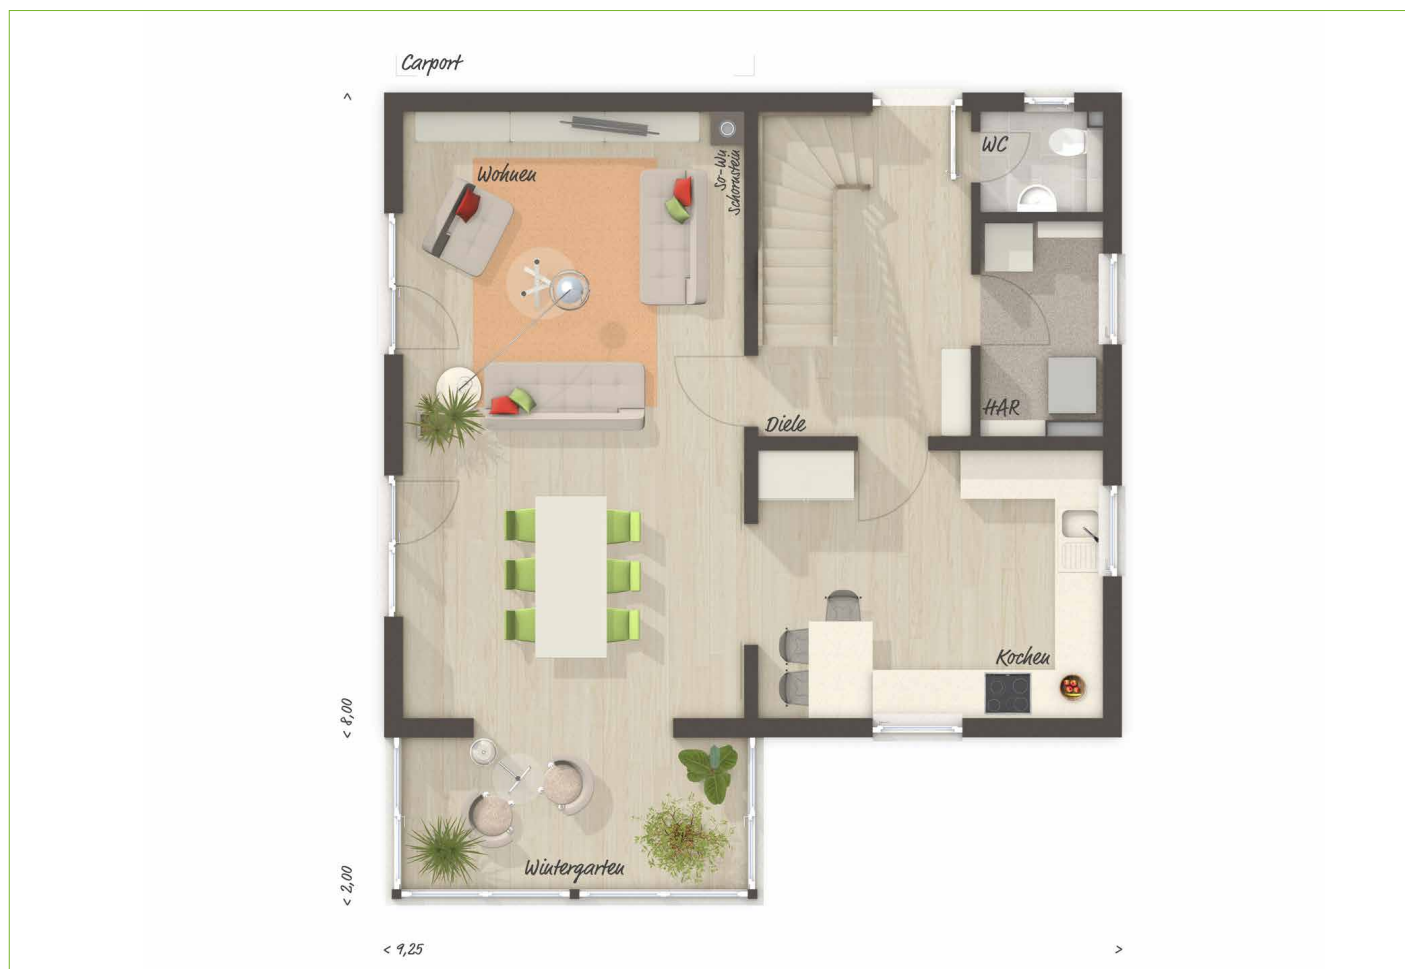 Carport
^
Wohnen
So-Wu
Schornstein
WC
HAR
Diele
Kochen
< 8,00
Wintergarten
< 2,00
< 9,25 >